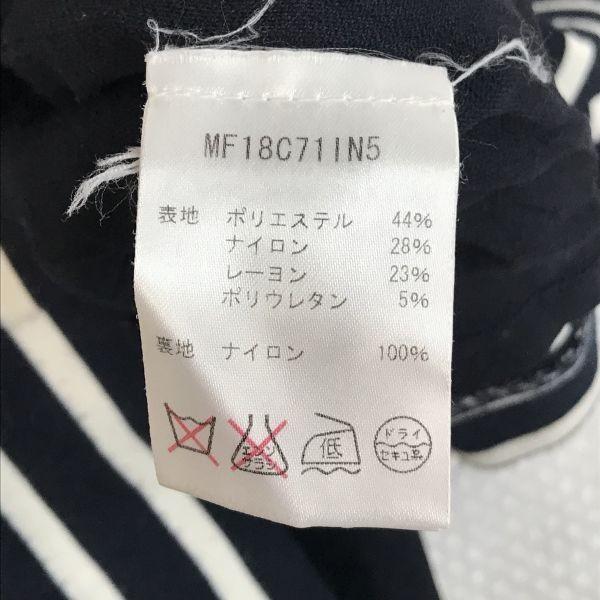 MF18C71IN5
表地 ポリエステル 44%
ナイロン 28%
レーヨン 23%
ポリウレタン 5%
裏地 ナイロン 100%
エンソ サラシ 低 ドライ セキユ系